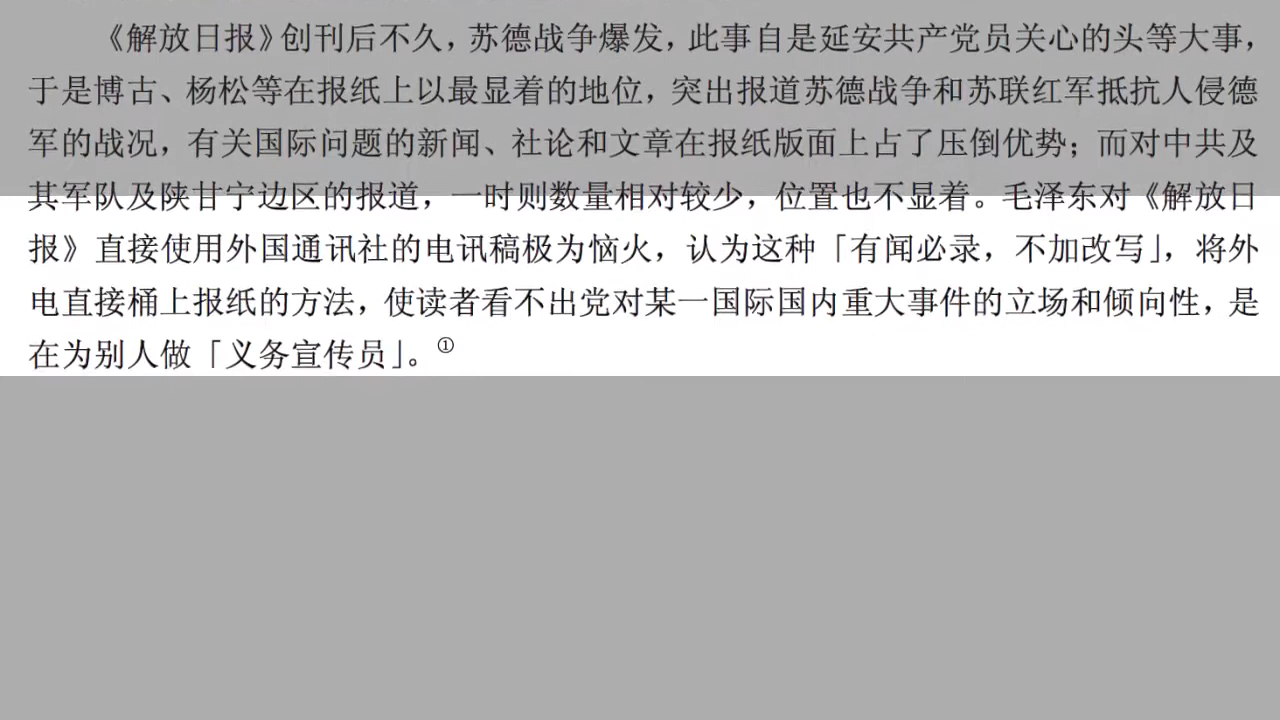 《解放日报》创刊后不久，苏德战争爆发，此事自是延安共产党员关心的头等大事，
于是博古、杨松等在报纸上以最显着的地位，突出报道苏德战争和苏联红军抵抗人侵德
军的战况，有关国际问题的新闻、社论和文章在报纸版面上占了压倒优势；而对中共及
其军队及陕甘宁边区的报道，一时则数量相对较少，位置也不显着。毛泽东对《解放日
报》直接使用外国通讯社的电讯稿极为恼火，认为这种「有闻必录，不加改写」，将外
电直接桶上报纸的方法，使读者看不出党对某一国际国内重大事件的立场和倾向性，是
在为别人做「义务宣传员」。①